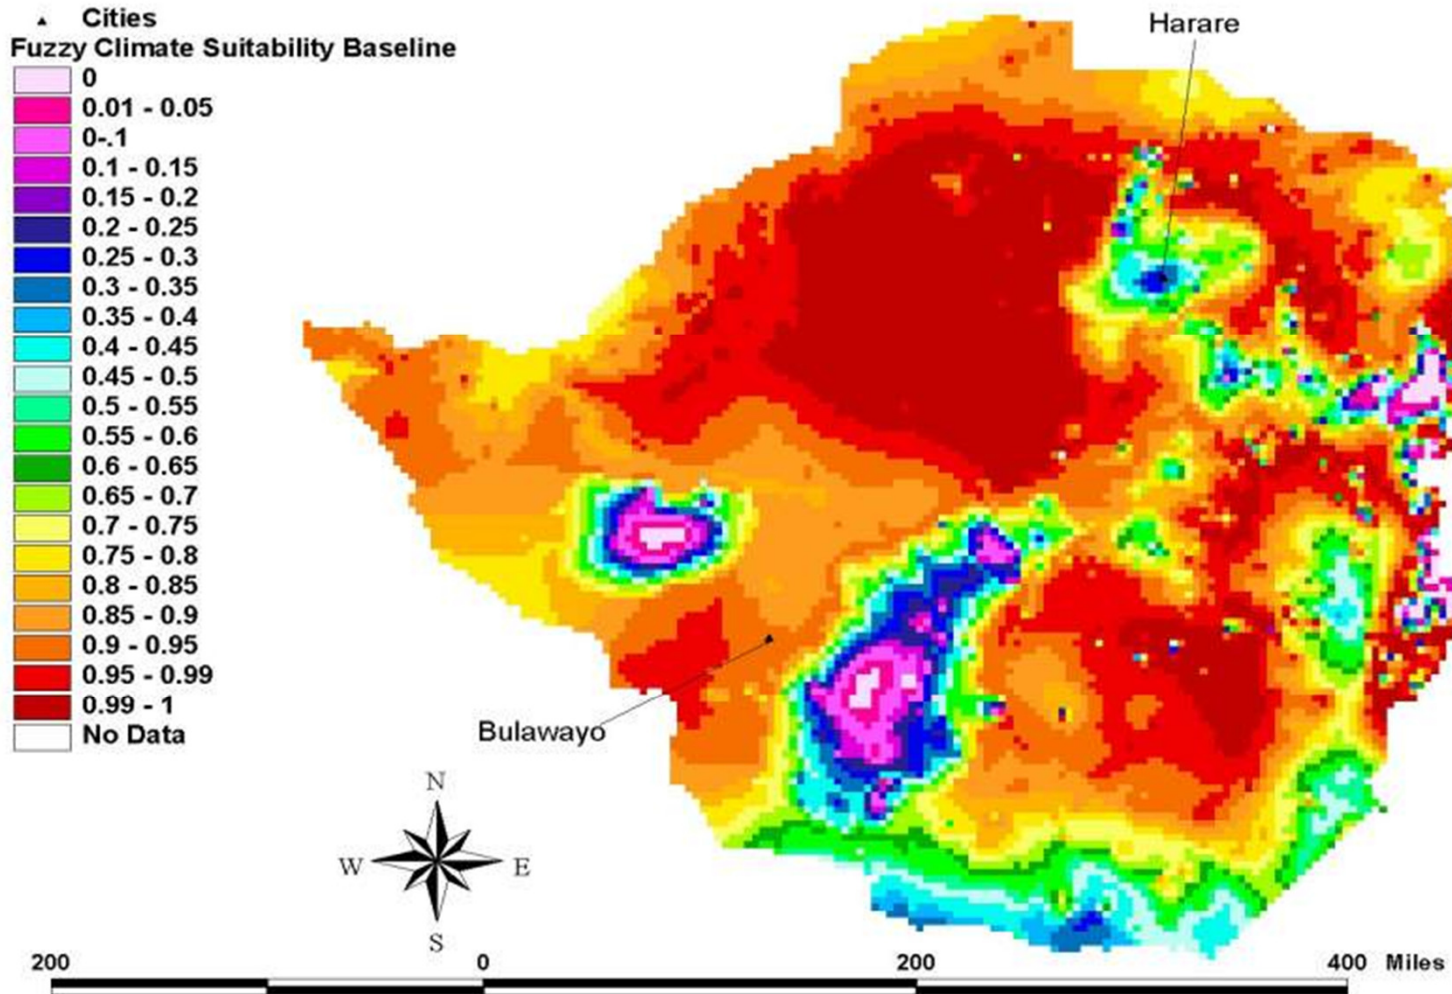 Cities
Fuzzy Climate Suitability Baseline
0
0.01 - 0.05
0-.1
0.1 - 0.15
0.15 - 0.2
0.2 - 0.25
0.25 - 0.3
0.3 - 0.35
0.35 - 0.4
0.4 - 0.45
0.45 - 0.5
0.5 - 0.55
0.55 - 0.6
0.6 - 0.65
0.65 - 0.7
0.7 - 0.75
0.75 - 0.8
0.8 - 0.85
0.85 - 0.9
0.9 - 0.95
0.95 - 0.99
0.99 - 1
No Data
Harare
Bulawayo
N
W E
S
200 0 200 400 Miles